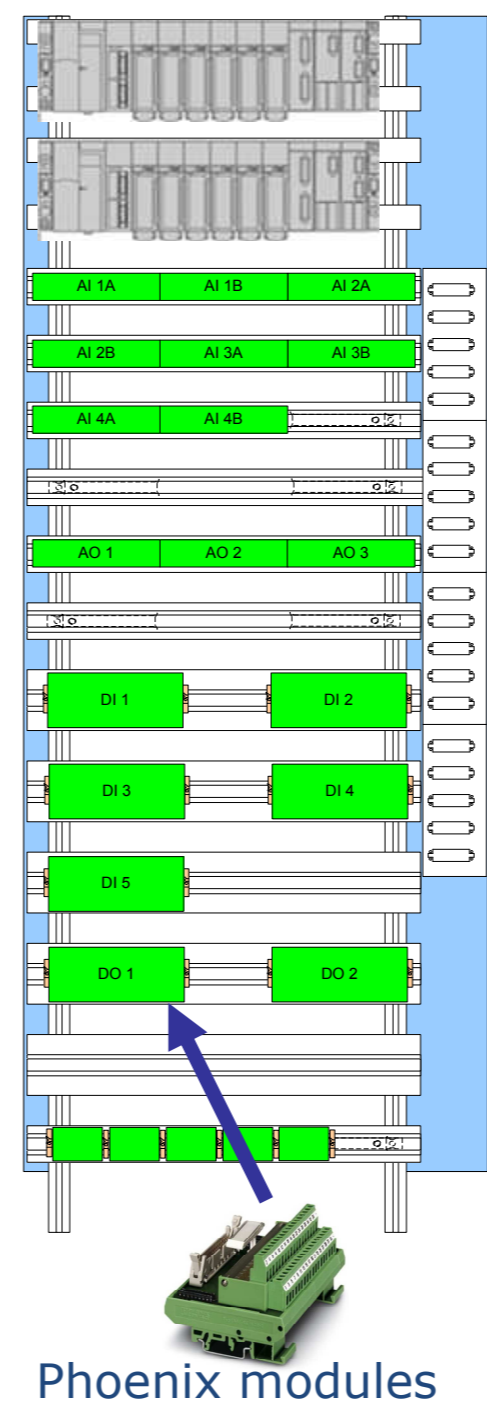 AI 1A AI 1B AI 2A
AI 2B AI 3A AI 3B
AI 4A AI 4B
AO 1 AO 2 AO 3
DI 1 DI 2
DI 3 DI 4
DI 5
DO 1 DO 2
Phoenix modules